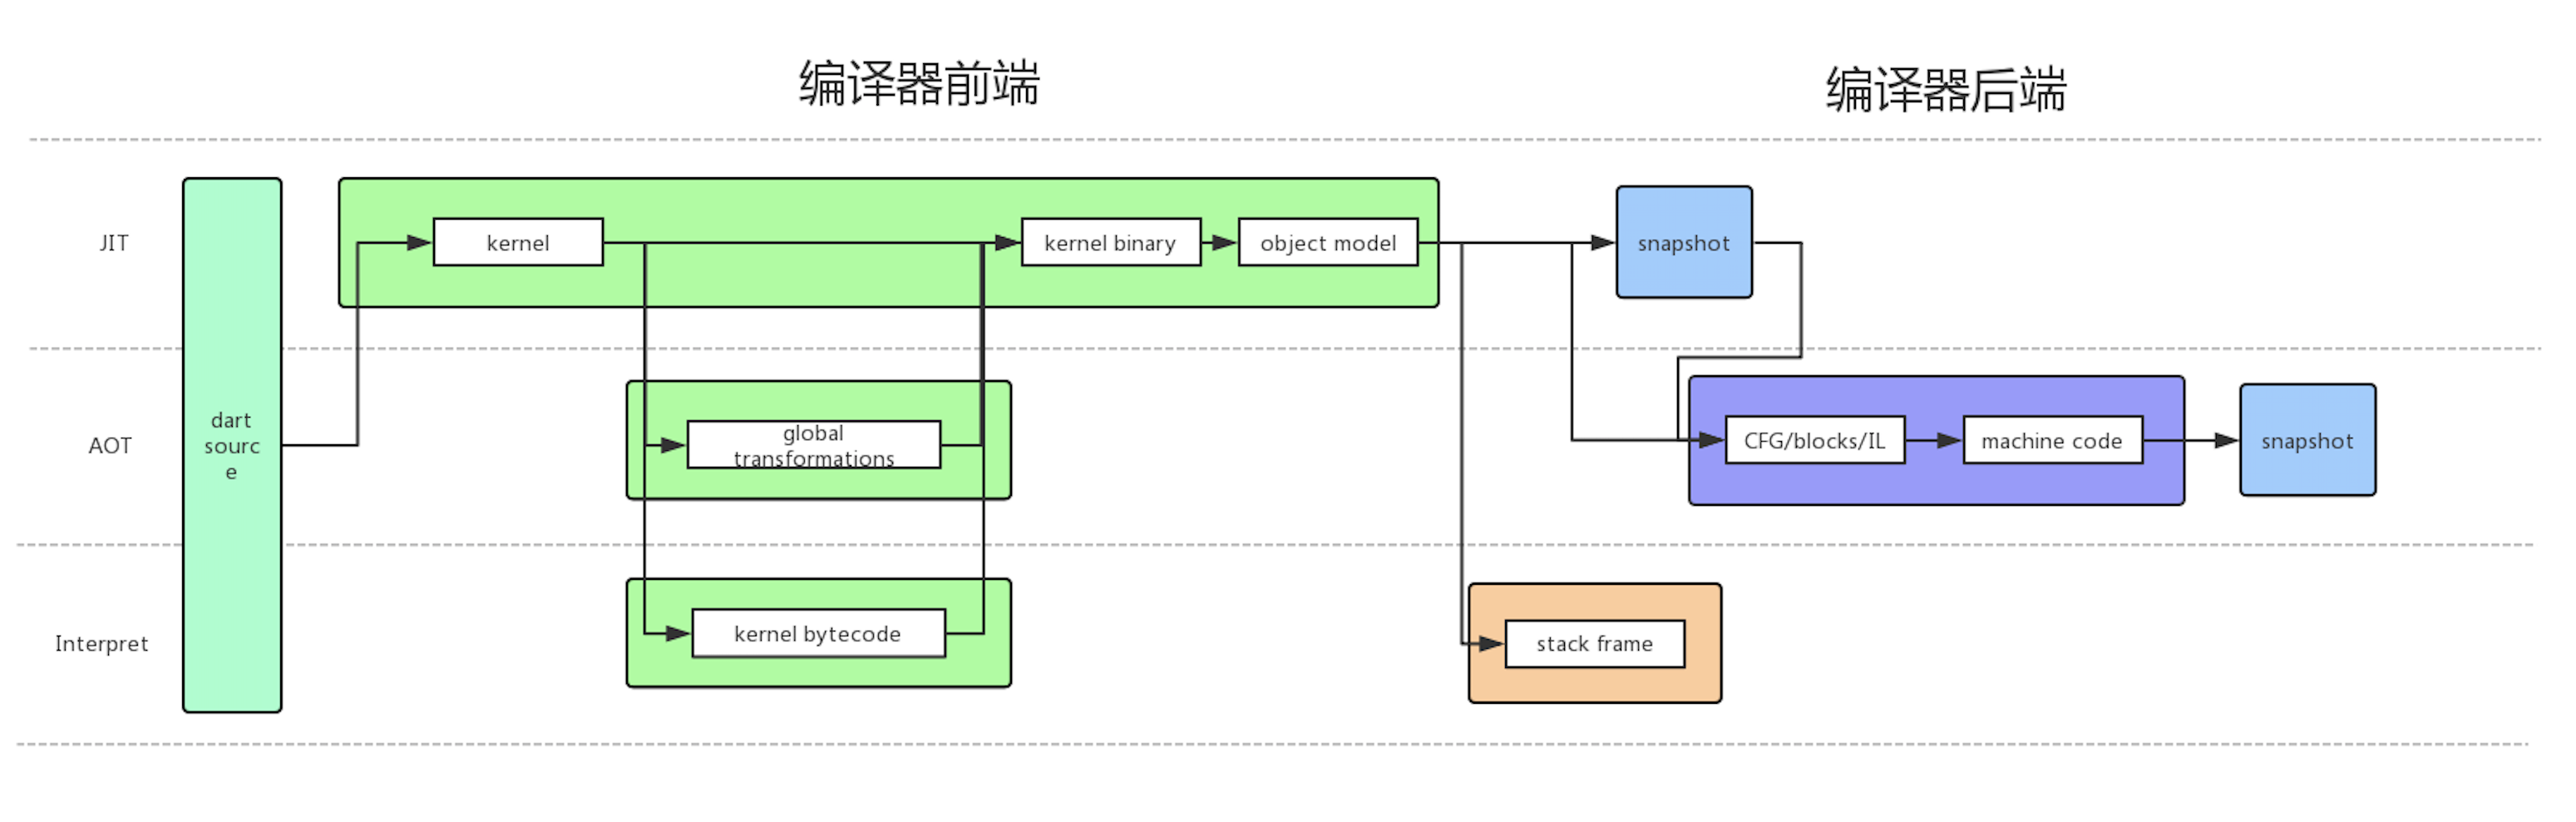 编译器前端
编译器后端
JIT
kernel
kernel binary
object model
snapshot
AOT
dart
sourc
e
global
transformations
CFG/blocks/IL
machine code
snapshot
Interpret
kernel bytecode
stack frame